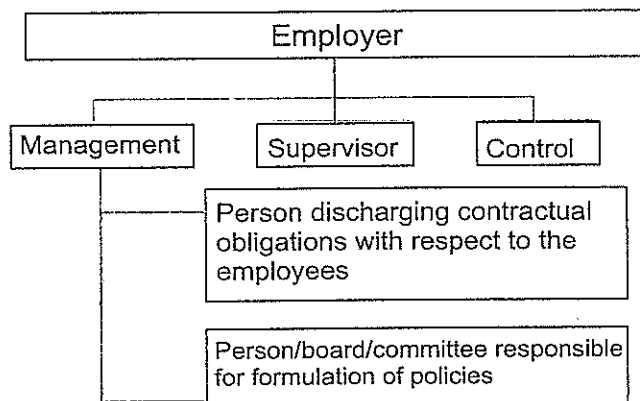 Employer
Management
Supervisor
Control
Person discharging contractual
obligations with respect to the
employees
Person/board/committee responsible
for formulation of policies